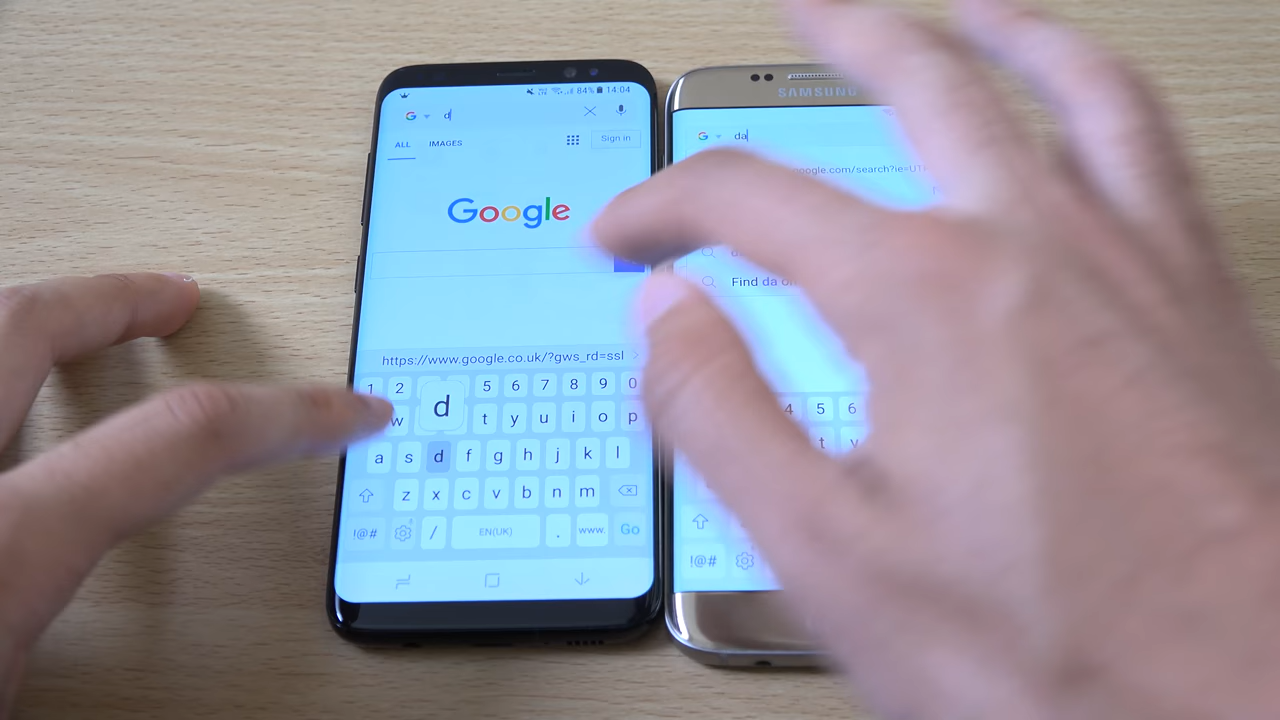 84% 14:04
d
ALL IMAGES Sign in
Google
https://www.google.co.uk/?gws_rd=ssl
1 2 5 6 7 8 9 0
d
w t y u i o p
a s d f g h j k l
z x c v b n m
!@# / EN(UK) . www. Go
SAMSUNG
da
google.com/search?ie=
Find da
4 5 6
t
!@#